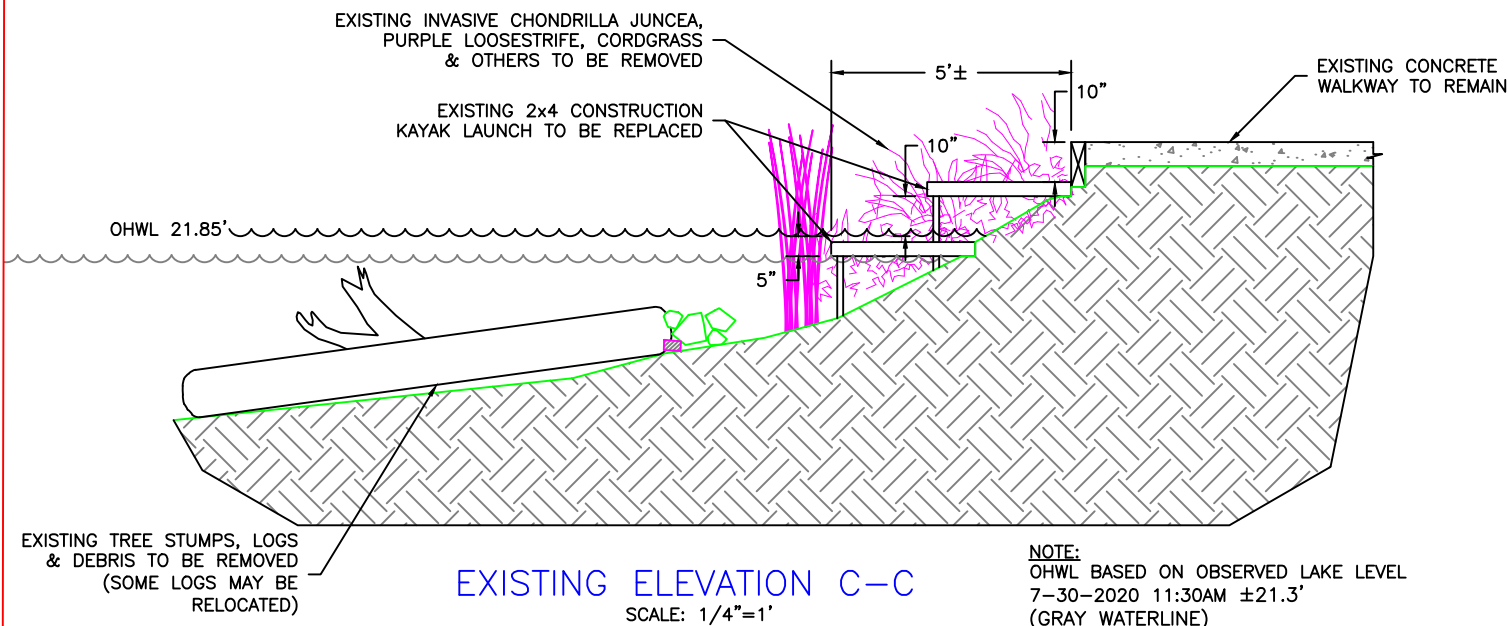 EXISTING INVASIVE CHONDRILLA JUNCEA,
PURPLE LOOSESTRIFE, CORDGRASS
& OTHERS TO BE REMOVED
EXISTING 2x4 CONSTRUCTION
KAYAK LAUNCH TO BE REPLACED
5'±
10"
10"
EXISTING CONCRETE
WALKWAY TO REMAIN
OHWL 21.85'
5"
EXISTING TREE STUMPS, LOGS
& DEBRIS TO BE REMOVED
(SOME LOGS MAY BE
RELOCATED)
EXISTING ELEVATION C-C
SCALE: 1/4"=1'
NOTE:
OHWL BASED ON OBSERVED LAKE LEVEL
7-30-2020 11:30AM ±21.3'
(GRAY WATERLINE)